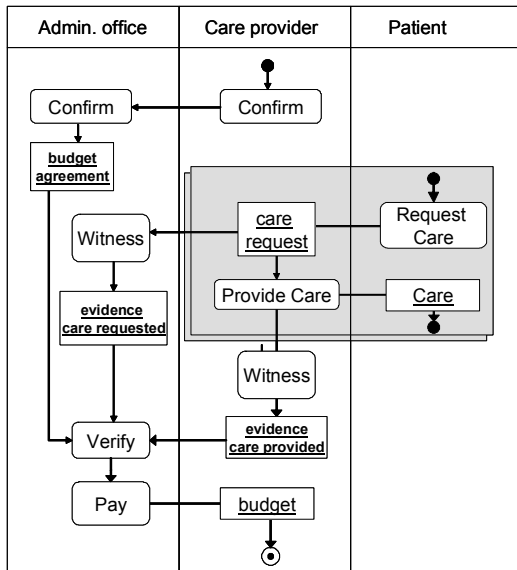 Admin. office
Care provider
Patient
Confirm
Confirm
budget
agreement
Request
Care
care
request
Witness
Provide Care
Care
evidence
care requested
Witness
evidence
care provided
Verify
Pay
budget